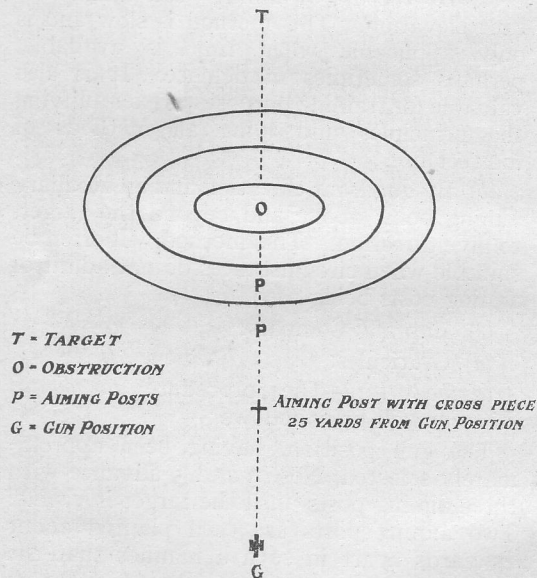 T
O
P
P
T = TARGET
O = OBSTRUCTION
P = AIMING POSTS
G = GUN POSITION
AIMING POST WITH CROSS PIECE
25 YARDS FROM GUN POSITION
G